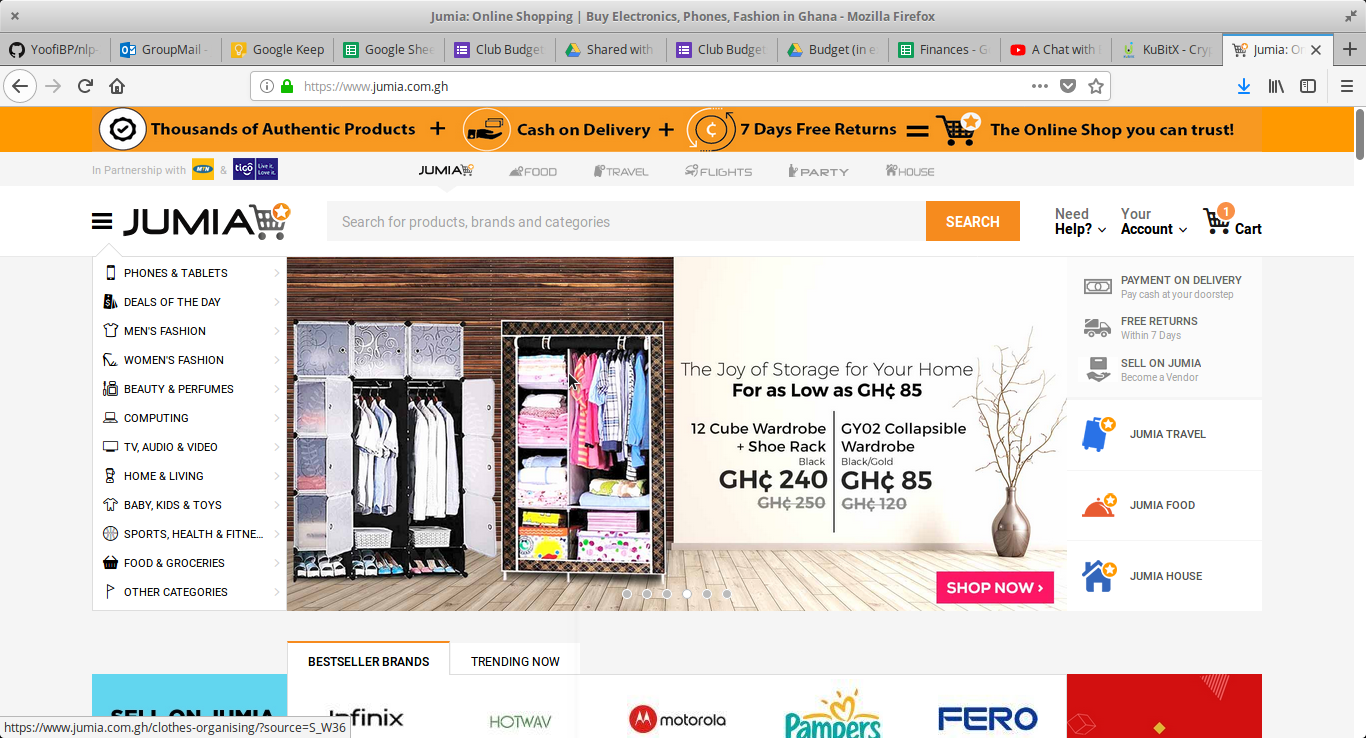 Jumia: Online Shopping | Buy Electronics, Phones, Fashion in Ghana - Mozilla Firefox
YoofiBP/nlp-
GroupMail -
Google Keep
Google Shee
Club Budget
Shared with
Club Budget
Budget (in e
Finances - G
A Chat with
KuBitX - Cryp
Jumia: O
https://www.jumia.com.gh
Thousands of Authentic Products + Cash on Delivery + 7 Days Free Returns = The Online Shop you can trust!
In Partnership with MTN & tiGO Live it. Love it.
JUMIA
FOOD
TRAVEL
FLIGHTS
PARTY
HOUSE
JUMIA
Search for products, brands and categories
SEARCH
Need
Help?
Your
Account
1
Cart
PHONES & TABLETS
DEALS OF THE DAY
MEN'S FASHION
WOMEN'S FASHION
BEAUTY & PERFUMES
COMPUTING
TV, AUDIO & VIDEO
HOME & LIVING
BABY, KIDS & TOYS
SPORTS, HEALTH & FITNE...
FOOD & GROCERIES
OTHER CATEGORIES
The Joy of Storage for Your Home
For as Low as GH₵ 85
12 Cube Wardrobe
+ Shoe Rack
Black
GH₵ 240
GH₵ 250
GY02 Collapsible
Wardrobe
Black/Gold
GH₵ 85
GH₵ 120
SHOP NOW ›
PAYMENT ON DELIVERY
Pay cash at your doorstep
FREE RETURNS
Within 7 Days
SELL ON JUMIA
Become a Vendor
JUMIA TRAVEL
JUMIA FOOD
JUMIA HOUSE
BESTSELLER BRANDS
TRENDING NOW
SELL ON JUMIA
Infinix
HOTWAV
motorola
Pampers
FERO
https://www.jumia.com.gh/clothes-organising/?source=S_W36